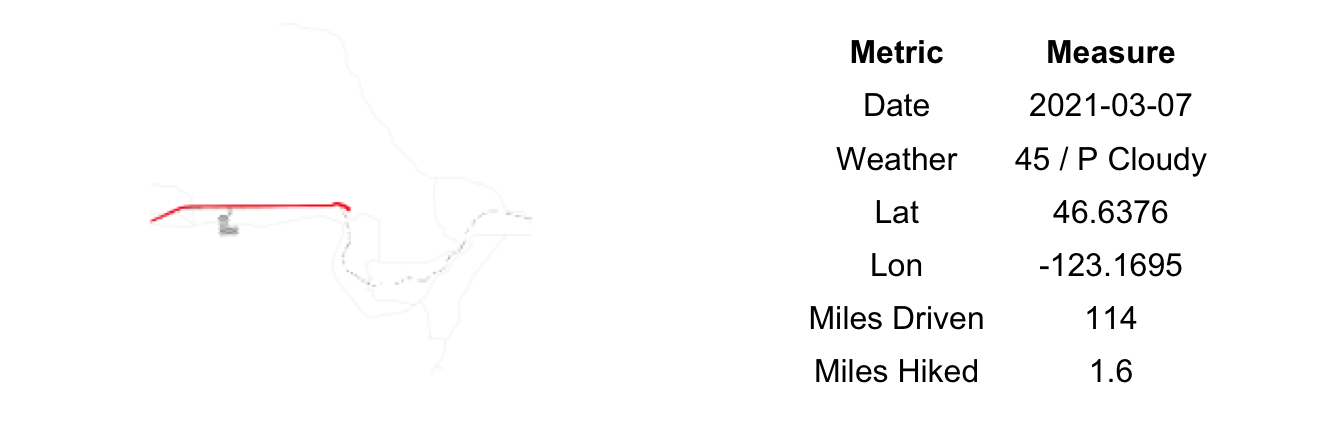 Metric Measure
Date 2021-03-07
Weather 45 / P Cloudy
Lat 46.6376
Lon -123.1695
Miles Driven 114
Miles Hiked 1.6